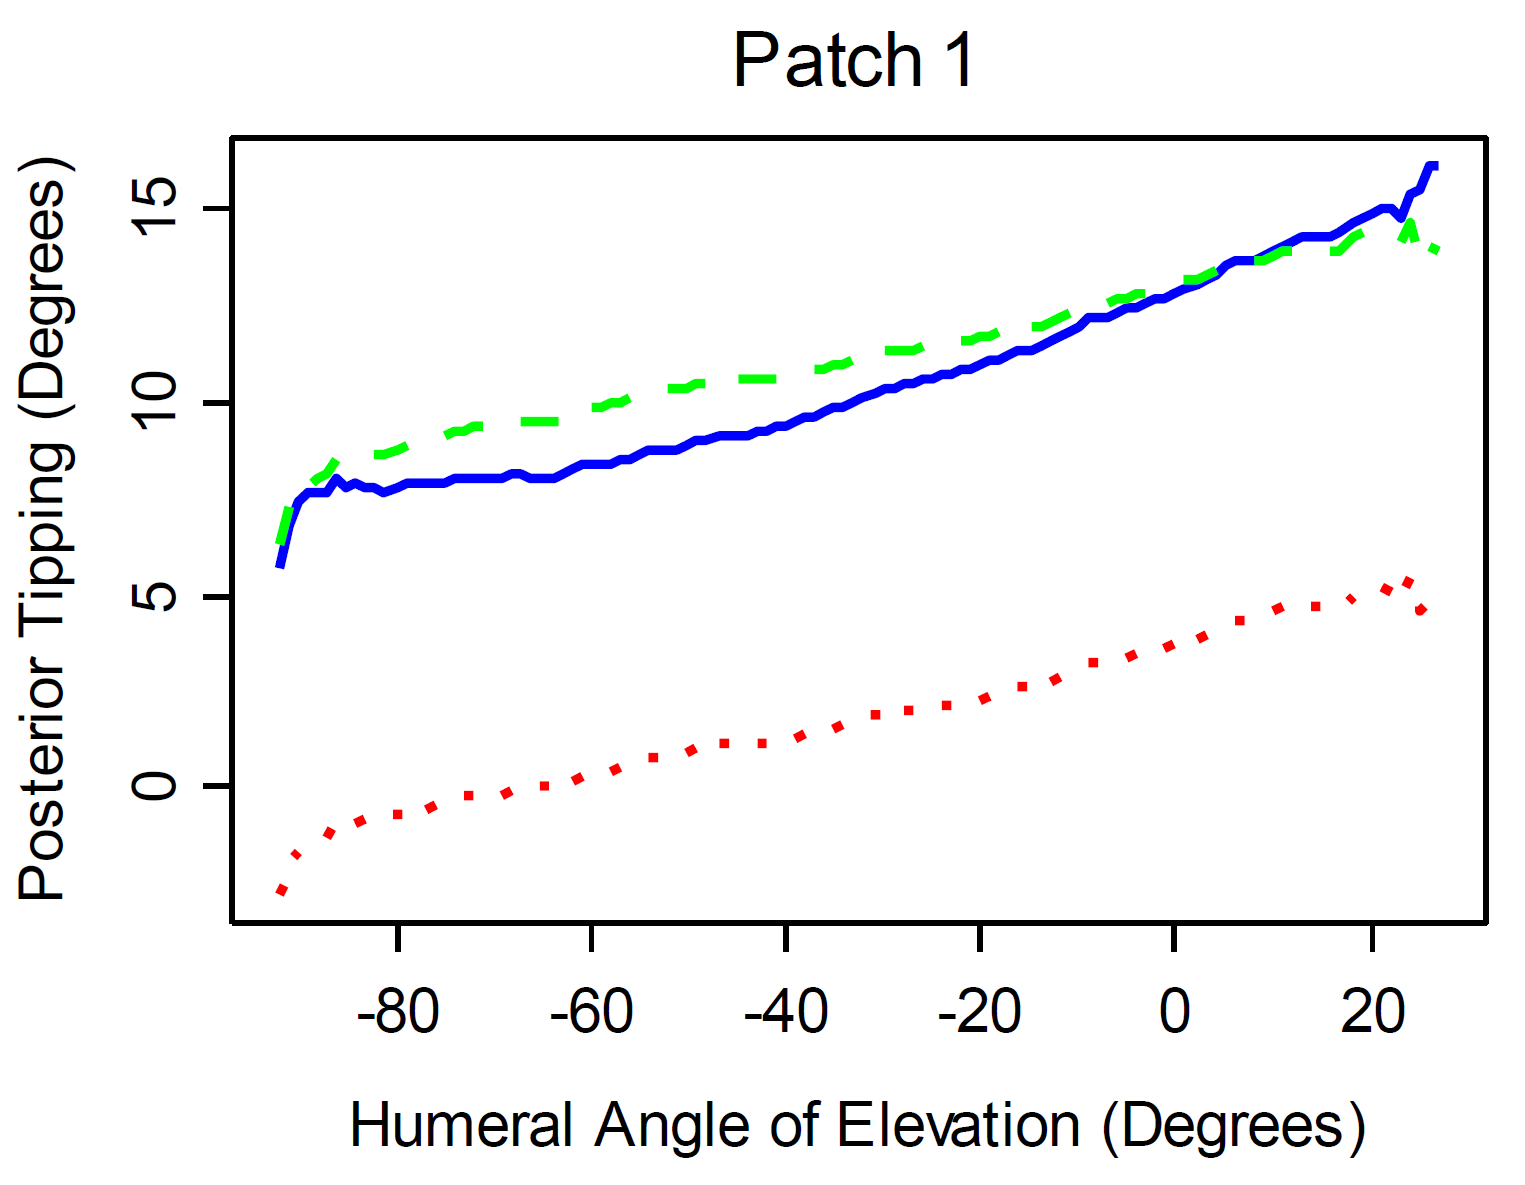 Patch 1
Posterior Tipping (Degrees)
15
10
5
0
-80 -60 -40 -20 0 20
Humeral Angle of Elevation (Degrees)